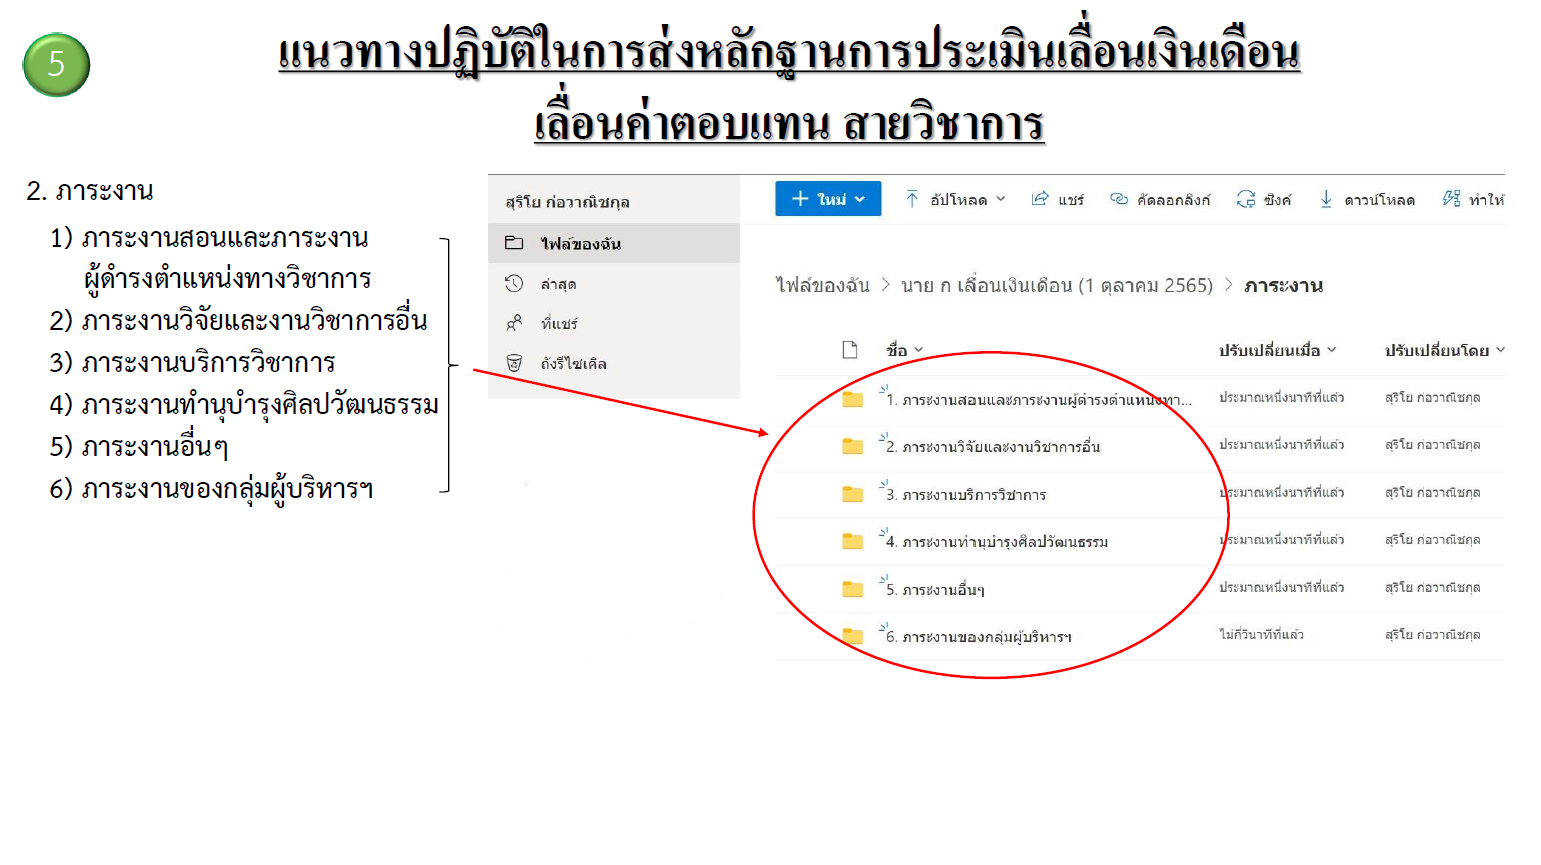 5
แนวทางปฏิบัติในการส่งหลักฐานการประเมินเลื่อนเงินเดือน
เลื่อนค่าตอบแทน สายวิชาการ
2. ภาระงาน
1) ภาระงานสอนและภาระงาน
ผู้ดำรงตำแหน่งทางวิชาการ
2) ภาระงานวิจัยและงานวิชาการอื่น
3) ภาระงานบริการวิชาการ
4) ภาระงานทำนุบำรุงศิลปวัฒนธรรม
5) ภาระงานอื่นๆ
6) ภาระงานของกลุ่มผู้บริหารฯ
สุริโย ก่อวาณิชกุล
ไฟล์ของฉัน
ล่าสุด
ที่แชร์
ถังรีไซเคิล
ใหม่ อัปโหลด แชร์ คัดลอกลิงก์ ซิงค์ ดาวน์โหลด ทำให้
ไฟล์ของฉัน > นาย ก เลื่อนเงินเดือน (1 ตุลาคม 2565) > ภาระงาน
ชื่อ ปรับเปลี่ยนเมื่อ ปรับเปลี่ยนโดย
1. ภาระงานสอนและภาระงานผู้ดำรงตำแหน่งทา... ประมาณหนึ่งนาทีที่แล้ว สุริโย ก่อวาณิชกุล
2. ภาระงานวิจัยและงานวิชาการอื่น ประมาณหนึ่งนาทีที่แล้ว สุริโย ก่อวาณิชกุล
3. ภาระงานบริการวิชาการ ประมาณหนึ่งนาทีที่แล้ว สุริโย ก่อวาณิชกุล
4. ภาระงานทำนุบำรุงศิลปวัฒนธรรม ประมาณหนึ่งนาทีที่แล้ว สุริโย ก่อวาณิชกุล
5. ภาระงานอื่นๆ ประมาณหนึ่งนาทีที่แล้ว สุริโย ก่อวาณิชกุล
6. ภาระงานของกลุ่มผู้บริหารฯ ไม่กี่วินาทีที่แล้ว สุริโย ก่อวาณิชกุล